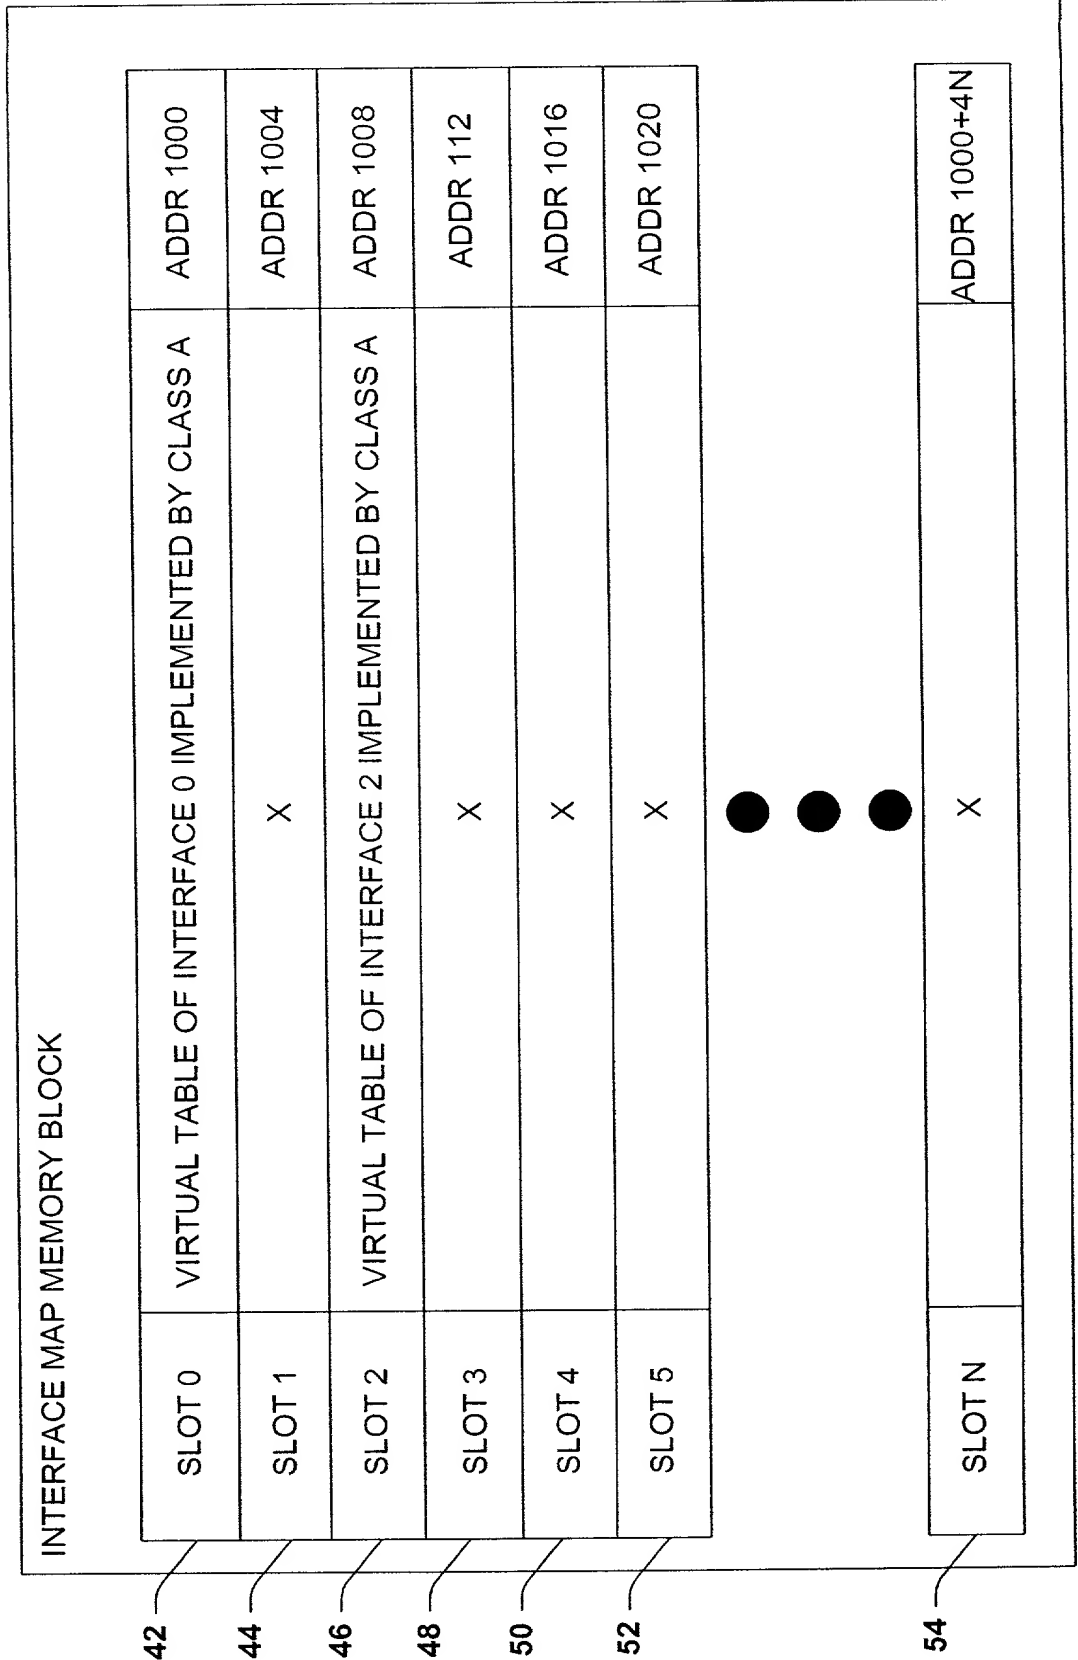 INTERFACE MAP MEMORY BLOCK
42 SLOT 0 VIRTUAL TABLE OF INTERFACE 0 IMPLEMENTED BY CLASS A ADDR 1000
44 SLOT 1 X ADDR 1004
46 SLOT 2 VIRTUAL TABLE OF INTERFACE 2 IMPLEMENTED BY CLASS A ADDR 1008
48 SLOT 3 X ADDR 112
50 SLOT 4 X ADDR 1016
52 SLOT 5 X ADDR 1020
54 SLOT N X ADDR 1000+4N